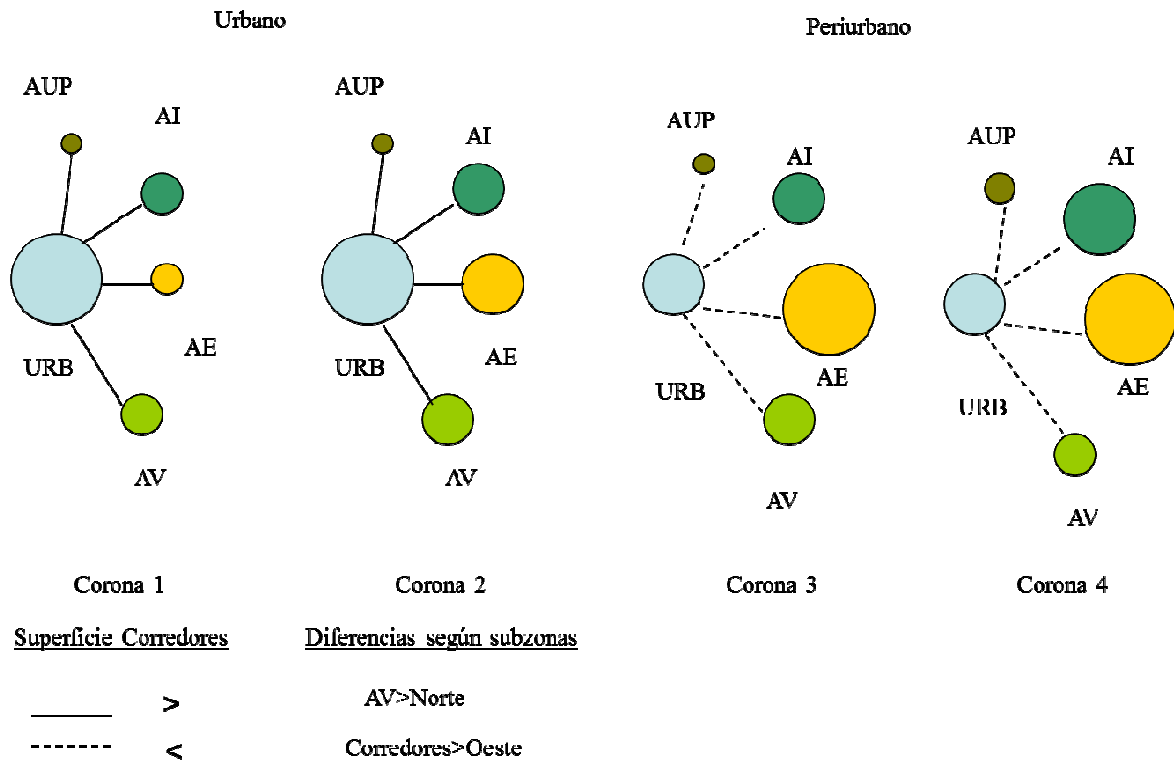 Urbano
Periurbano
AUP
AI
AE
URB
AV
AUP
AI
AE
URB
AV
AUP
AI
AE
URB
AV
AUP
AI
AE
URB
AV
Corona 1
Corona 2
Corona 3
Corona 4
Superficie Corredores
Diferencias según subzonas
>
AV>Norte
<
Corredores>Oeste